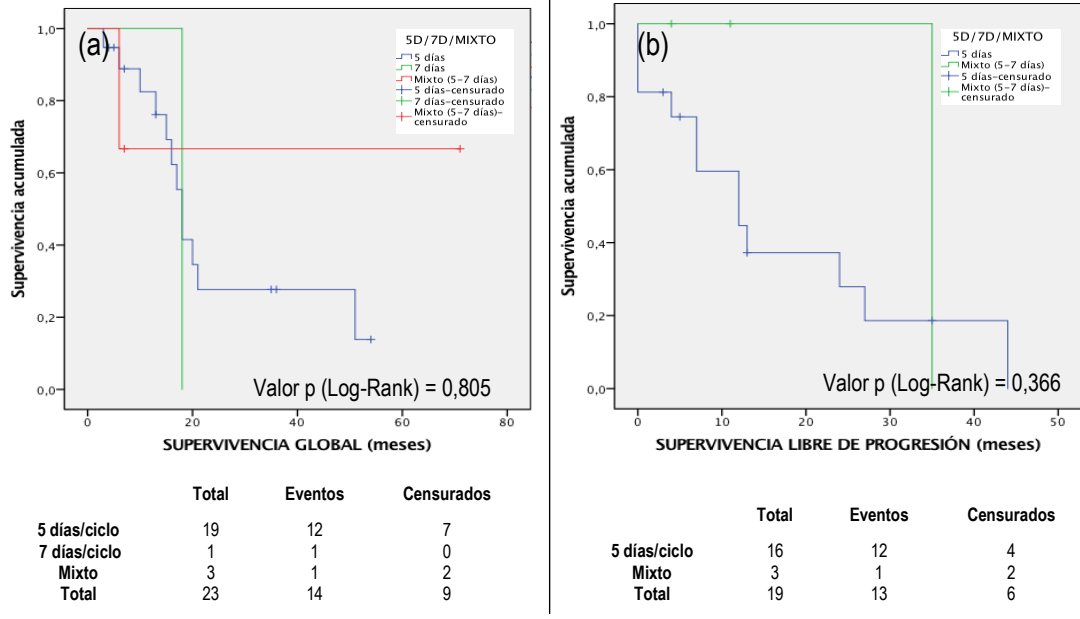 (a)
5D/7D/MIXTO
5 días
7 días
Mixto (5-7 días)
5 días-censurado
7 días-censurado
Mixto (5-7 días)-
censurado
Supervivencia acumulada
1,0
0,8
0,6
0,4
0,2
0,0
Valor p (Log-Rank) = 0,805
0 20 40 60 80
SUPERVIVENCIA GLOBAL (meses)
Total Eventos Censurados
5 días/ciclo 19 12 7
7 días/ciclo 1 1 0
Mixto 3 1 2
Total 23 14 9
(b)
5D/7D/MIXTO
5 días
Mixto (5-7 días)
5 días-censurado
Mixto (5-7 días)-
censurado
Supervivencia acumulada
1,0
0,8
0,6
0,4
0,2
0,0
Valor p (Log-Rank) = 0,366
0 10 20 30 40 50
SUPERVIVENCIA LIBRE DE PROGRESIÓN (meses)
Total Eventos Censurados
5 días/ciclo 16 12 4
Mixto 3 1 2
Total 19 13 6